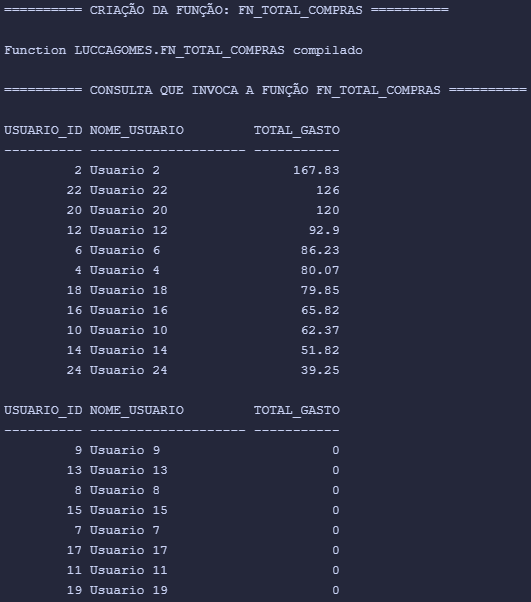 ========== CRIAÇÃO DA FUNÇÃO: FN_TOTAL_COMPRAS ==========
Function LUCCAGOMES.FN_TOTAL_COMPRAS compilado
========== CONSULTA QUE INVOCA A FUNÇÃO FN_TOTAL_COMPRAS ==========
USUARIO_ID NOME_USUARIO         TOTAL_GASTO
---------- -------------------- -----------
         2 Usuario 2                 167.83
        22 Usuario 22                   126
        20 Usuario 20                   120
        12 Usuario 12                  92.9
         6 Usuario 6                  86.23
         4 Usuario 4                  80.07
        18 Usuario 18                 79.85
        16 Usuario 16                 65.82
        10 Usuario 10                 62.37
        14 Usuario 14                 51.82
        24 Usuario 24                 39.25
USUARIO_ID NOME_USUARIO         TOTAL_GASTO
---------- -------------------- -----------
         9 Usuario 9                      0
        13 Usuario 13                     0
         8 Usuario 8                      0
        15 Usuario 15                     0
         7 Usuario 7                      0
        17 Usuario 17                     0
        11 Usuario 11                     0
        19 Usuario 19                     0